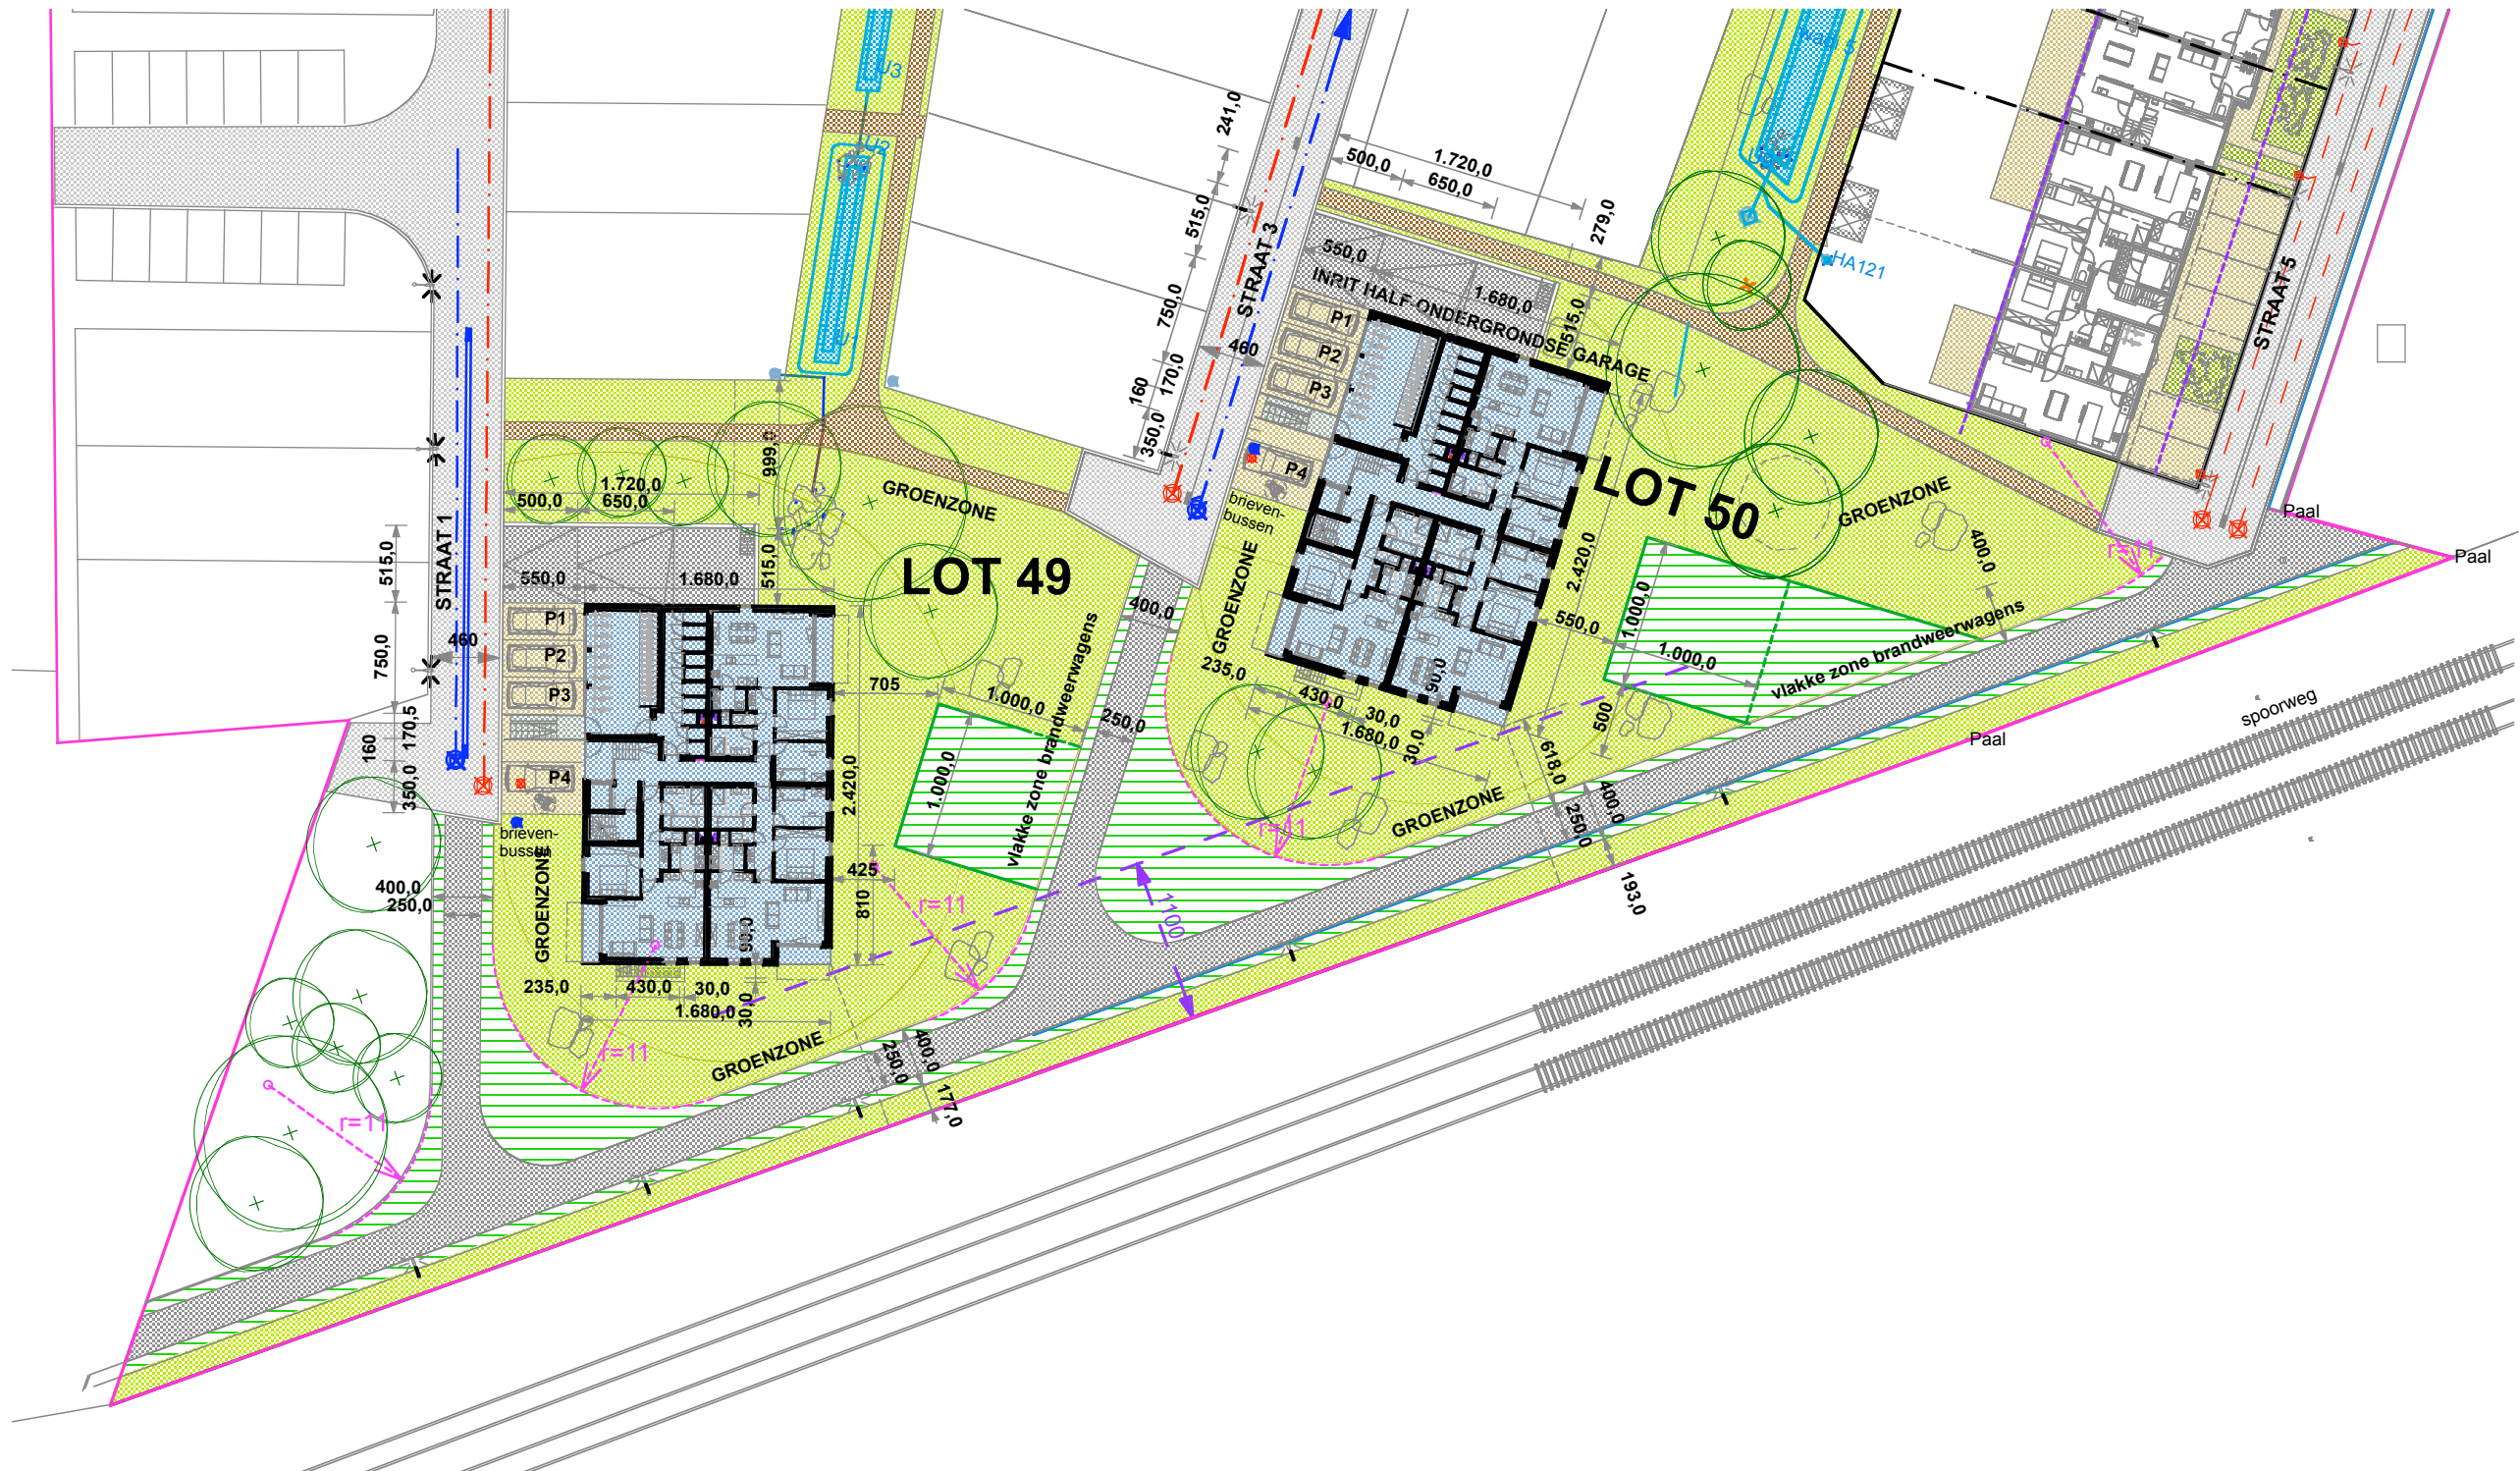 U3
U2
U1
HA121
241,0
515,0
750,0
160
170,0
350,0
STRAAT 3
460
500,0
1.720,0
650,0
279,0
550,0
1.680,0
515,0
INRIT HALF ONDERGRONDSE GARAGE
P1
P2
P3
P4
brieven-
bussen
GROENZONE
LOT 50
GROENZONE
2.420,0
550,0
1.000,0
1.000,0
400,0
500
vlakke zone brandweerwagens
235,0
430,0
30,0
1.680,0
30,0
90,0
618,0
400,0
250,0
193,0
GROENZONE
r=11
r=11
STRAAT 5
Paal
Paal
Paal
spoorweg
STRAAT 1
515,0
750,0
460
160
170,5
350,0
999,0
1.720,0
500,0
650,0
550,0
1.680,0
515,0
GROENZONE
LOT 49
P1
P2
P3
P4
brieven-
bussen
GROENZONE
400,0
250,0
705
1.000,0
1.000,0
2.420,0
425
810
vlakke zone brandweerwagens
400,0
250,0
1100
235,0
430,0
30,0
1.680,0
30,0
90,0
GROENZONE
250,0
400,0
177,0
r=11
r=11
r=11